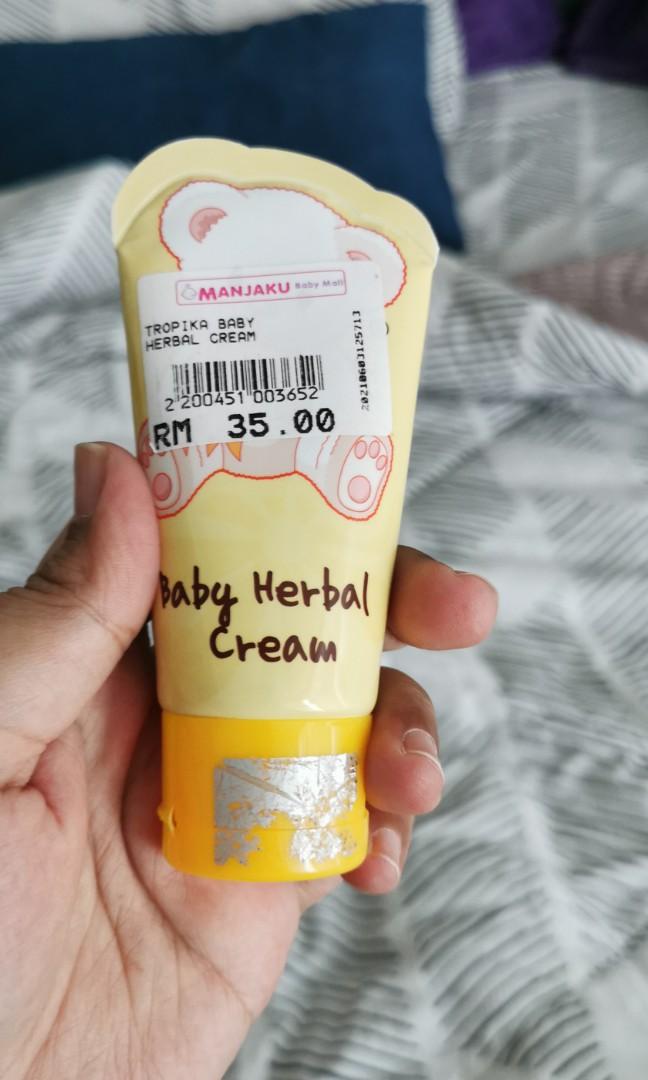 MANJAKU Baby Mall
TROPIKA BABY
HERBAL CREAM
20210603125713
2 200451 003652
RM 35.00
Baby Herbal
Cream